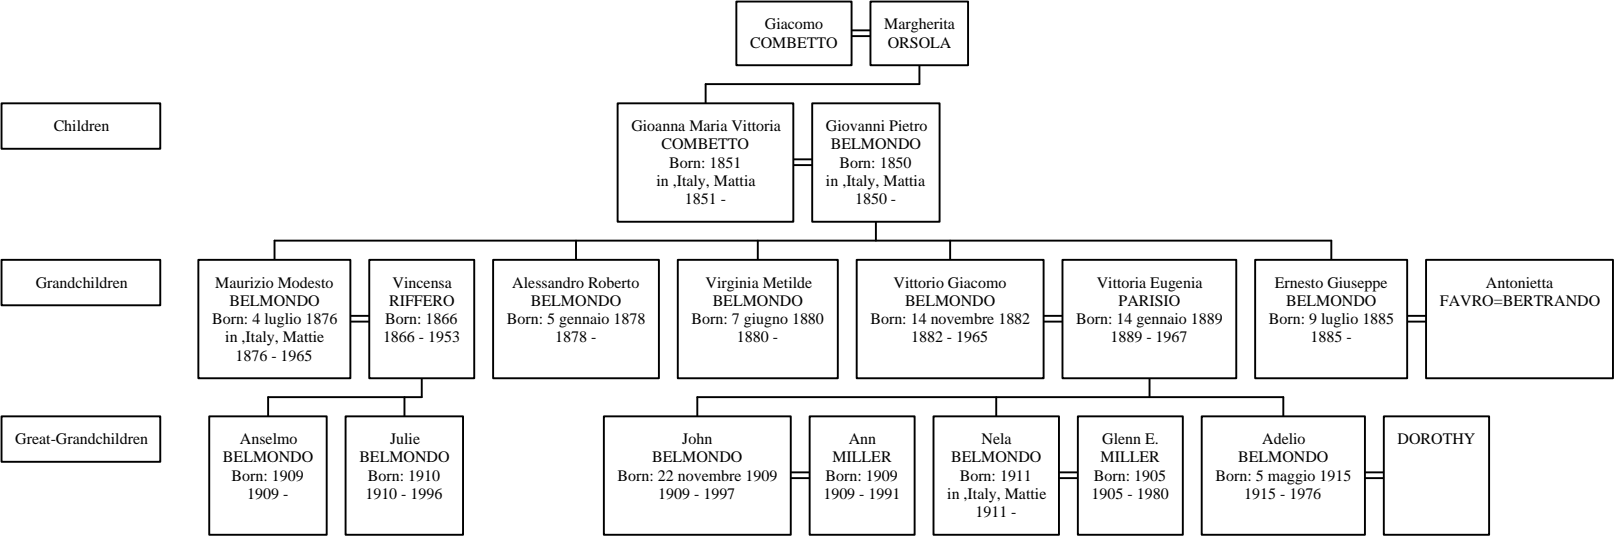 Giacomo
COMBETTO
Margherita
ORSOLA
Children
Gioanna Maria Vittoria
COMBETTO
Born: 1851
in ,Italy, Mattia
1851 -
Giovanni Pietro
BELMONDO
Born: 1850
in ,Italy, Mattia
1850 -
Grandchildren
Maurizio Modesto
BELMONDO
Born: 4 luglio 1876
in ,Italy, Mattie
1876 - 1965
Vincensa
RIFFERO
Born: 1866
1866 - 1953
Alessandro Roberto
BELMONDO
Born: 5 gennaio 1878
1878 -
Virginia Metilde
BELMONDO
Born: 7 giugno 1880
1880 -
Vittorio Giacomo
BELMONDO
Born: 14 novembre 1882
1882 - 1965
Vittoria Eugenia
PARISIO
Born: 14 gennaio 1889
1889 - 1967
Ernesto Giuseppe
BELMONDO
Born: 9 luglio 1885
1885 -
Antonietta
FAVRO=BERTRANDO
Great-Grandchildren
Anselmo
BELMONDO
Born: 1909
1909 -
Julie
BELMONDO
Born: 1910
1910 - 1996
John
BELMONDO
Born: 22 novembre 1909
1909 - 1997
Ann
MILLER
Born: 1909
1909 - 1991
Nela
BELMONDO
Born: 1911
in ,Italy, Mattie
1911 -
Glenn E.
MILLER
Born: 1905
1905 - 1980
Adelio
BELMONDO
Born: 5 maggio 1915
1915 - 1976
DOROTHY